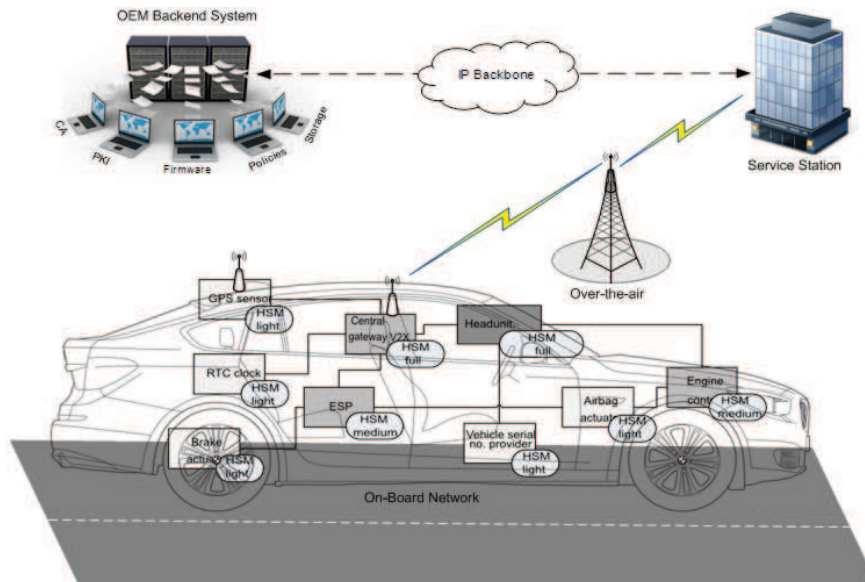 OEM Backend System
IP Backbone
CA
PKI
Firmware
Policies
Storage
Service Station
Over-the-air
GPS sensor
HSM
light
Central
gateway V2X
HSM
full
Headunit
HSM
full
RTC clock
HSM
light
ESP
HSM
medium
Airbag
actuat
HSM
light
Engine
cont
HSM
medium
Brake
actuat
HSM
light
Vehicle serial
no. provider
HSM
light
On-Board Network